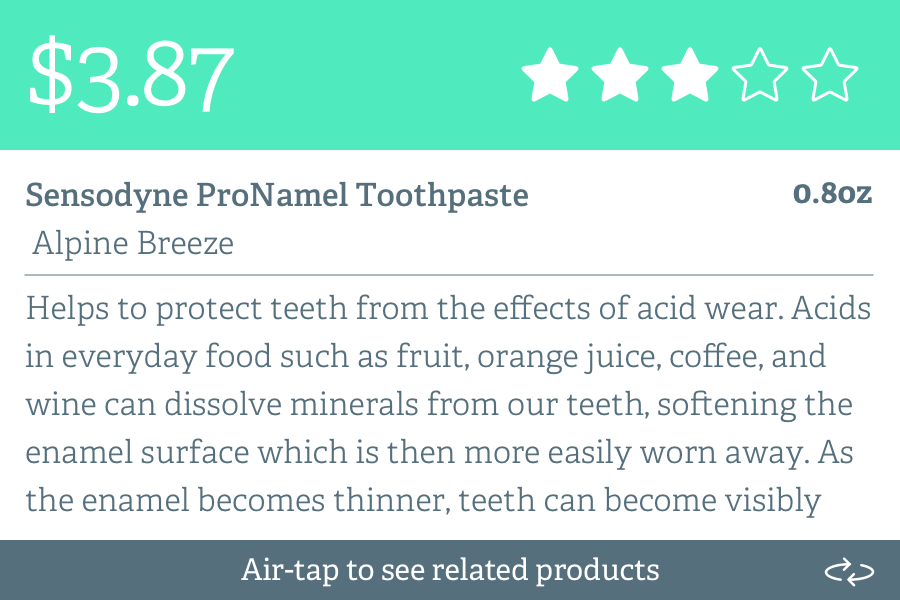 $3.87
Sensodyne ProNamel Toothpaste 0.8oz
Alpine Breeze
Helps to protect teeth from the effects of acid wear. Acids
in everyday food such as fruit, orange juice, coffee, and
wine can dissolve minerals from our teeth, softening the
enamel surface which is then more easily worn away. As
the enamel becomes thinner, teeth can become visibly
Air-tap to see related products